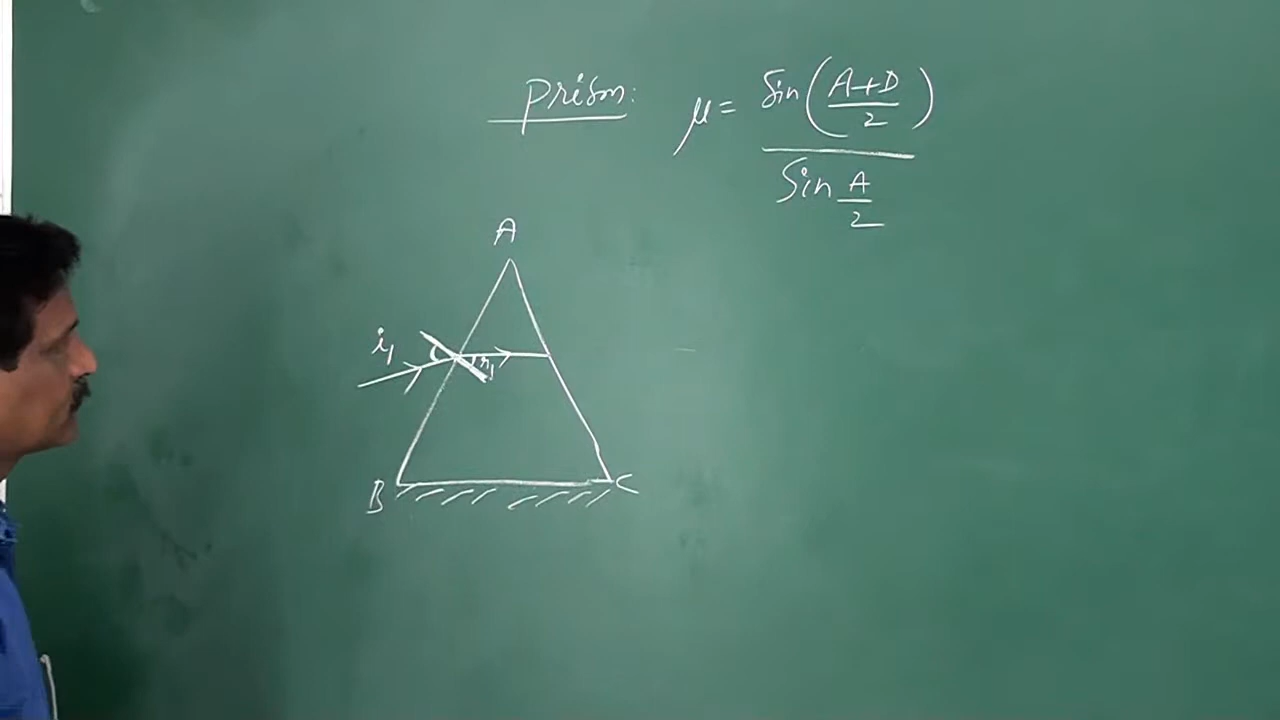 Prism: μ = Sin(A+D/2) / Sin A/2
A
i₁
r₁
B C